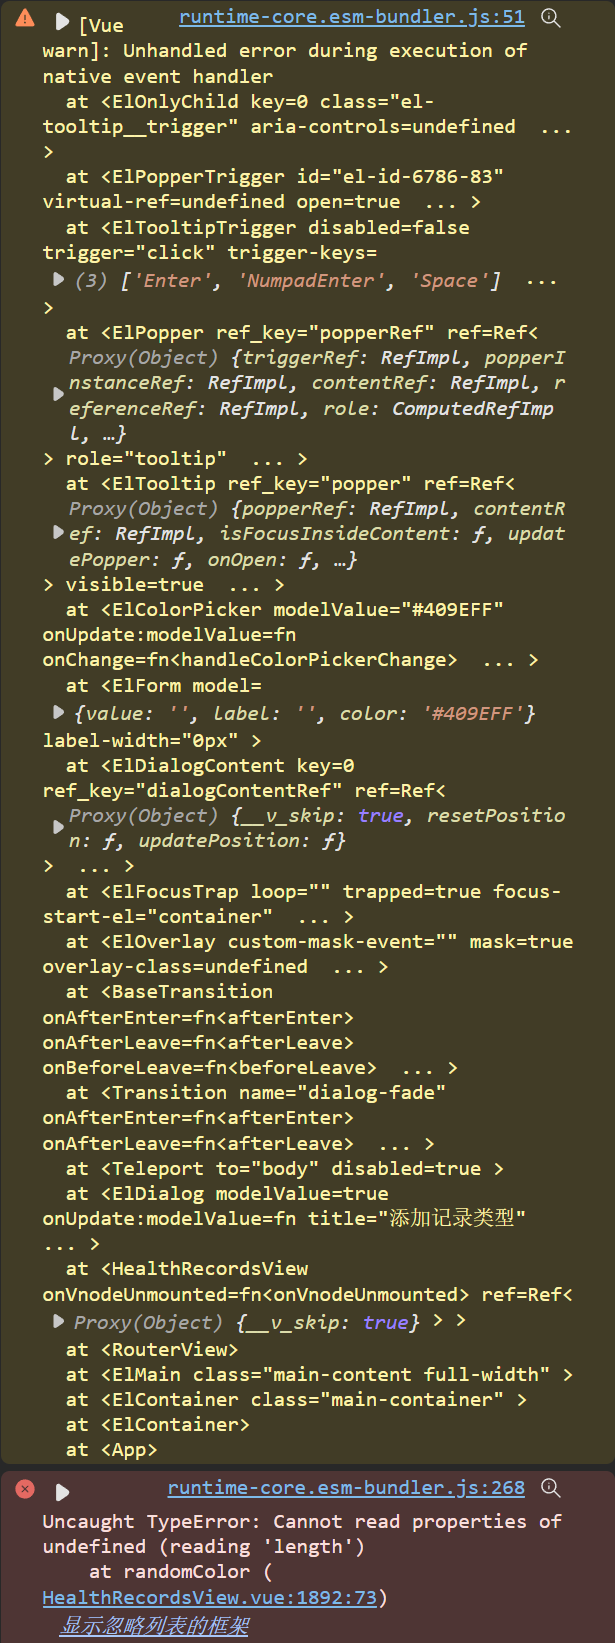 [Vue runtime-core.esm-bundler.js:51
warn]: Unhandled error during execution of
native event handler
at <ElOnlyChild key=0 class="el-
tooltip__trigger" aria-controls=undefined ...
>
at <ElPopperTrigger id="el-id-6786-83"
virtual-ref=undefined open=true ... >
at <ElTooltipTrigger disabled=false
trigger="click" trigger-keys=
(3) ['Enter', 'NumpadEnter', 'Space'] ...
>
at <ElPopper ref_key="popperRef" ref=Ref<
Proxy(Object) {triggerRef: RefImpl, popperI
nstanceRef: RefImpl, contentRef: RefImpl, r
eferenceRef: RefImpl, role: ComputedRefImp
l, …}
> role="tooltip" ... >
at <ElTooltip ref_key="popper" ref=Ref<
Proxy(Object) {popperRef: RefImpl, contentR
ef: RefImpl, isFocusInsideContent: ƒ, updat
ePopper: ƒ, onOpen: ƒ, …}
> visible=true ... >
at <ElColorPicker modelValue="#409EFF"
onUpdate:modelValue=fn
onChange=fn<handleColorPickerChange> ... >
at <ElForm model=
{value: '', label: '', color: '#409EFF'}
label-width="0px" >
at <ElDialogContent key=0
ref_key="dialogContentRef" ref=Ref<
Proxy(Object) {__v_skip: true, resetPositio
n: ƒ, updatePosition: ƒ}
> ... >
at <ElFocusTrap loop="" trapped=true focus-
start-el="container" ... >
at <ElOverlay custom-mask-event="" mask=true
overlay-class=undefined ... >
at <BaseTransition
onAfterEnter=fn<afterEnter>
onAfterLeave=fn<afterLeave>
onBeforeLeave=fn<beforeLeave> ... >
at <Transition name="dialog-fade"
onAfterEnter=fn<afterEnter>
onAfterLeave=fn<afterLeave> ... >
at <Teleport to="body" disabled=true >
at <ElDialog modelValue=true
onUpdate:modelValue=fn title="添加记录类型"
... >
at <HealthRecordsView
onVnodeUnmounted=fn<onVnodeUnmounted> ref=Ref<
Proxy(Object) {__v_skip: true} > >
at <RouterView>
at <ElMain class="main-content full-width" >
at <ElContainer class="main-container" >
at <ElContainer>
at <App>
runtime-core.esm-bundler.js:268
Uncaught TypeError: Cannot read properties of
undefined (reading 'length')
at randomColor (
HealthRecordsView.vue:1892:73)
显示忽略列表的框架